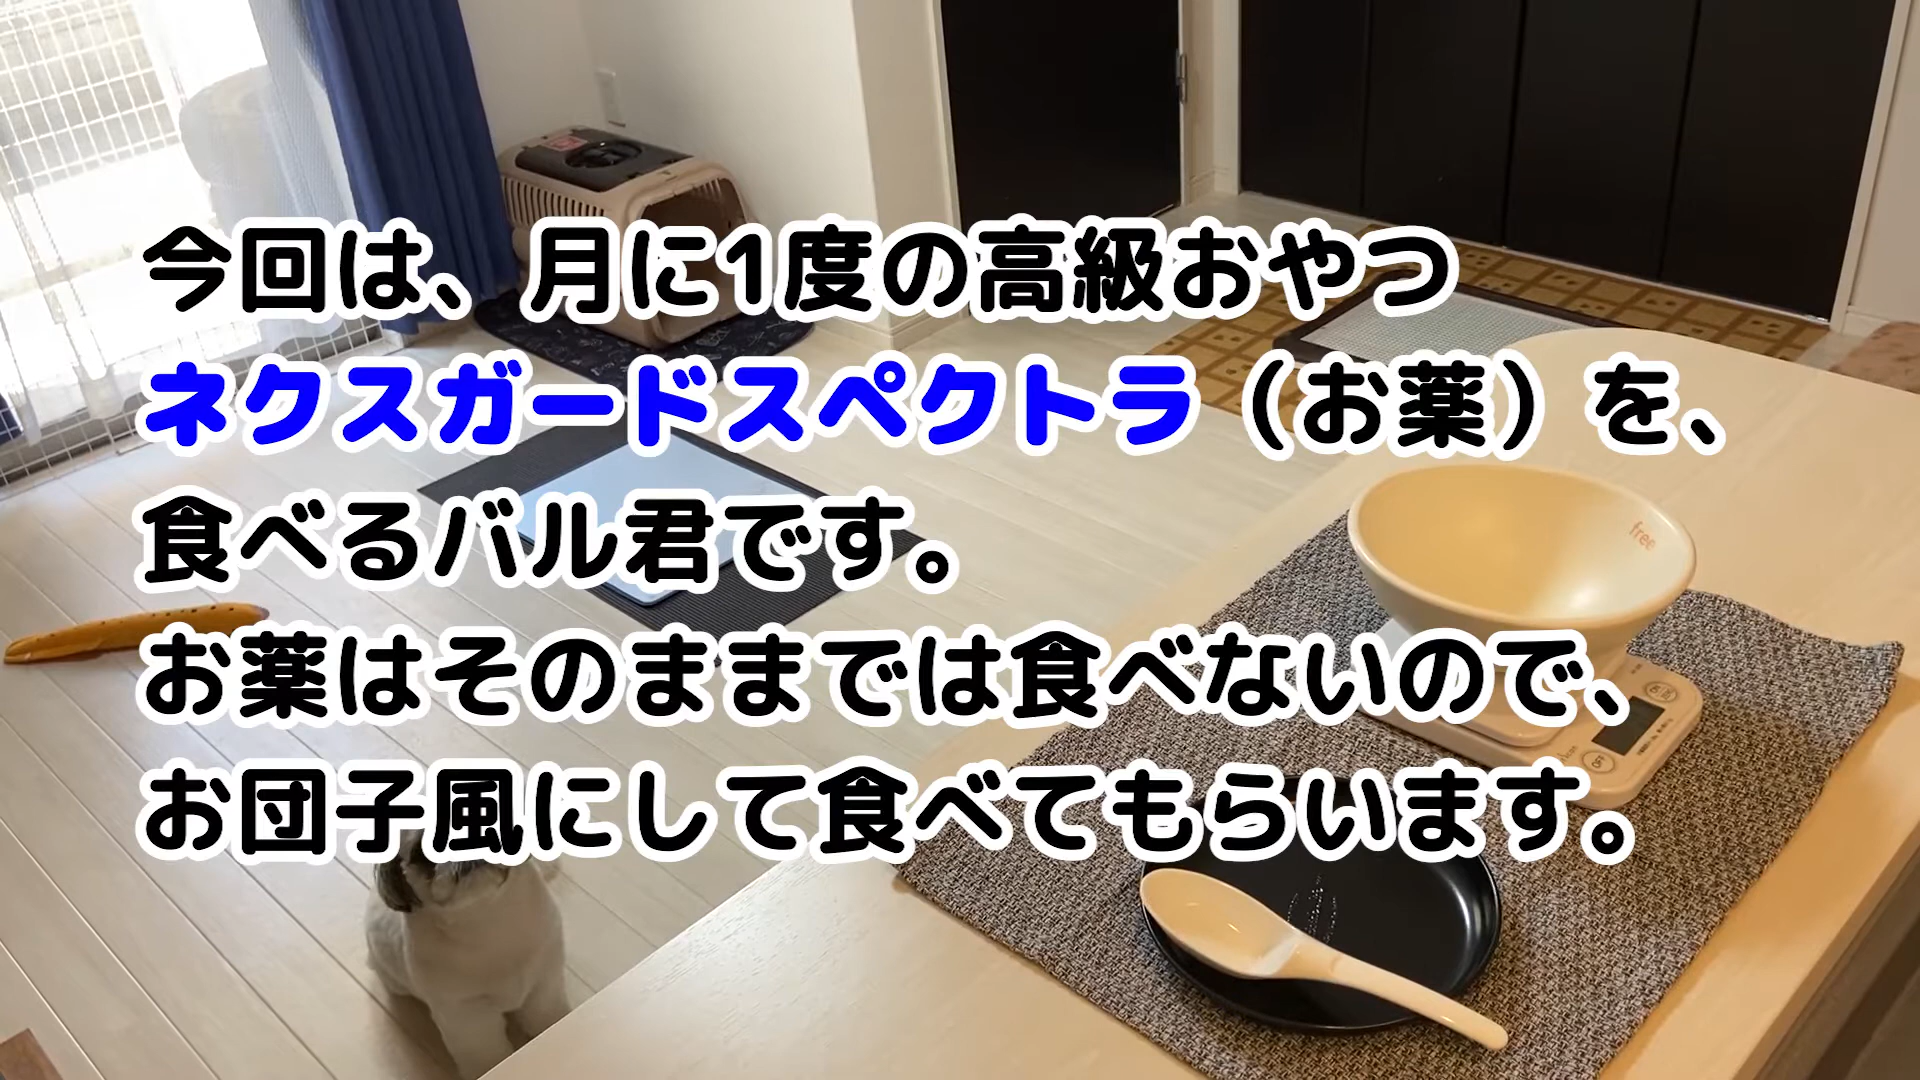 今回は、月に1度の高級おやつ
ネクスガードスペクトラ（お薬）を、
食べるバル君です。
お薬はそのままでは食べないので、
お団子風にして食べてもらいます。
free